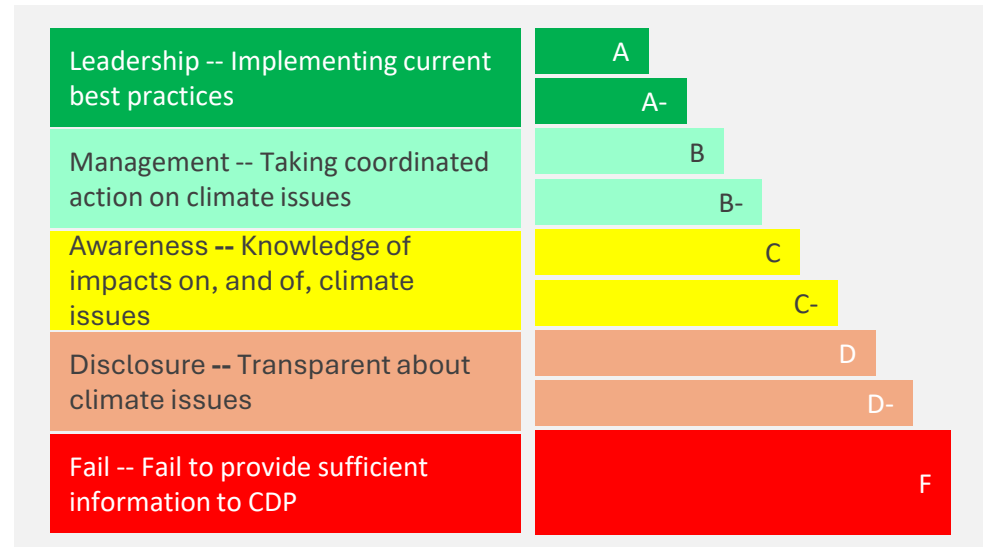 Leadership -- Implementing current
best practices
A
A-
Management -- Taking coordinated
action on climate issues
B
B-
Awareness -- Knowledge of
impacts on, and of, climate
issues
C
C-
Disclosure -- Transparent about
climate issues
D
D-
Fail -- Fail to provide sufficient
information to CDP
F